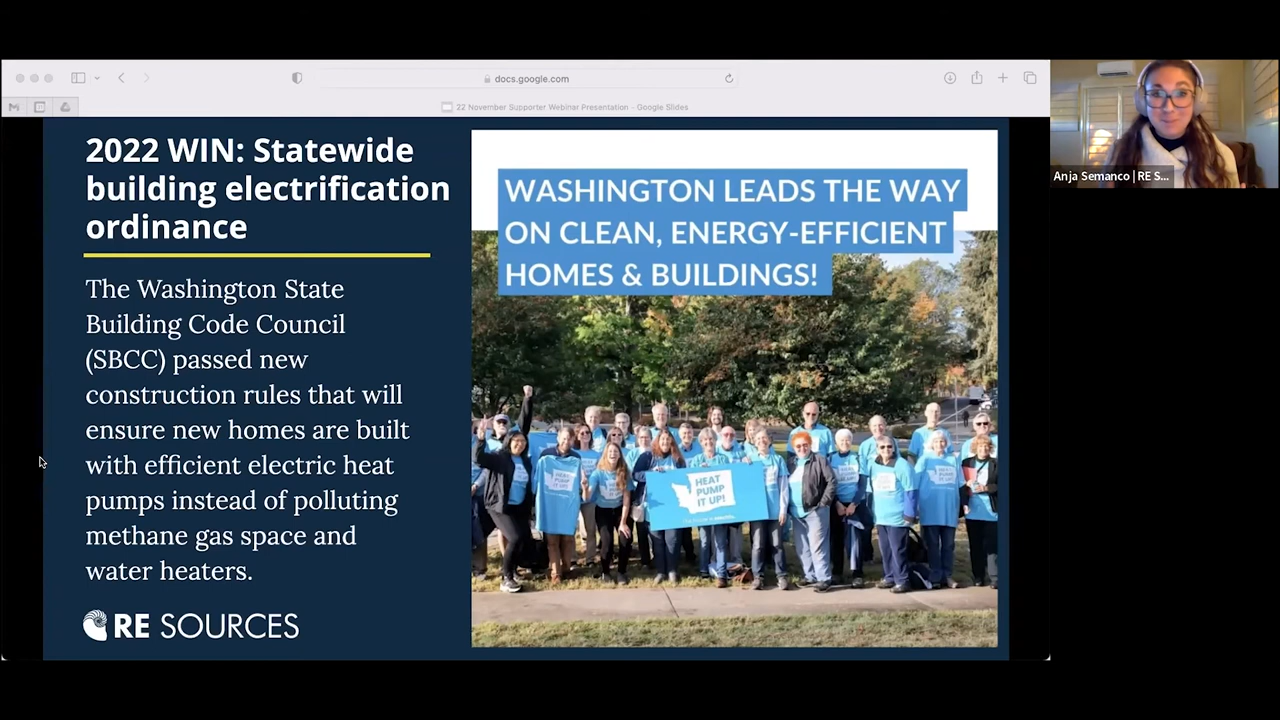 docs.google.com
22 November Supporter Webinar Presentation - Google Slides
2022 WIN: Statewide
building electrification
ordinance
The Washington State
Building Code Council
(SBCC) passed new
construction rules that will
ensure new homes are built
with efficient electric heat
pumps instead of polluting
methane gas space and
water heaters.
RE SOURCES
WASHINGTON LEADS THE WAY
ON CLEAN, ENERGY-EFFICIENT
HOMES & BUILDINGS!
HEAT
PUMP
IT UP!
Anja Semanco | RE S...